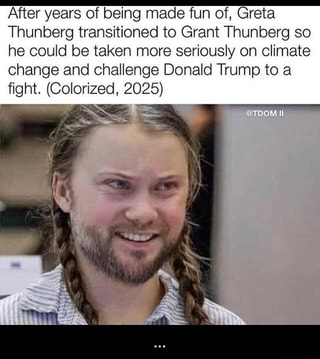 After years of being made fun of, Greta
Thunberg transitioned to Grant Thunberg so
he could be taken more seriously on climate
change and challenge Donald Trump to a
fight. (Colorized, 2025)
@TDOM II
...